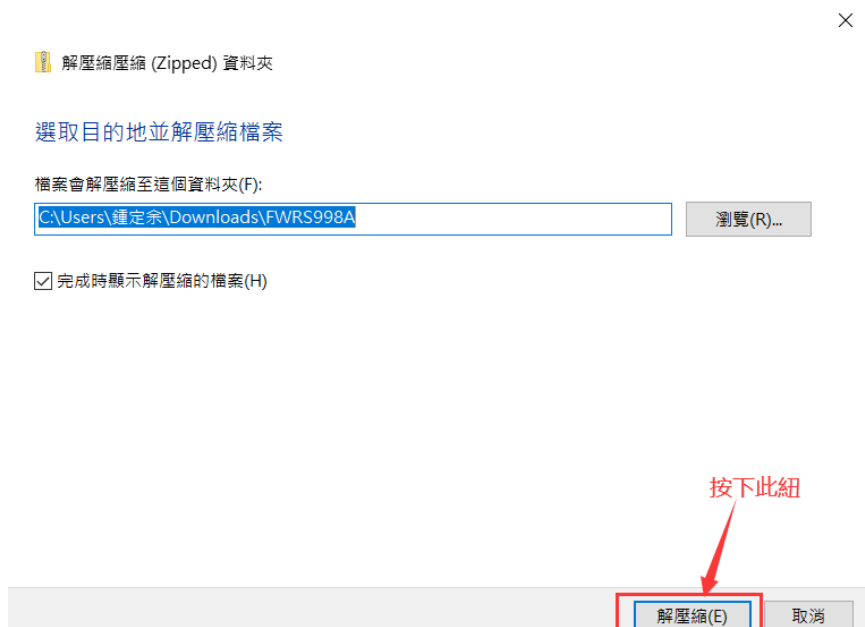 解壓縮壓縮 (Zipped) 資料夾
選取目的地並解壓縮檔案
檔案會解壓縮至這個資料夾(F):
C:\Users\鍾定余\Downloads\FWRS998A
瀏覽(R)...
完成時顯示解壓縮的檔案(H)
按下此紐
解壓縮(E)
取消